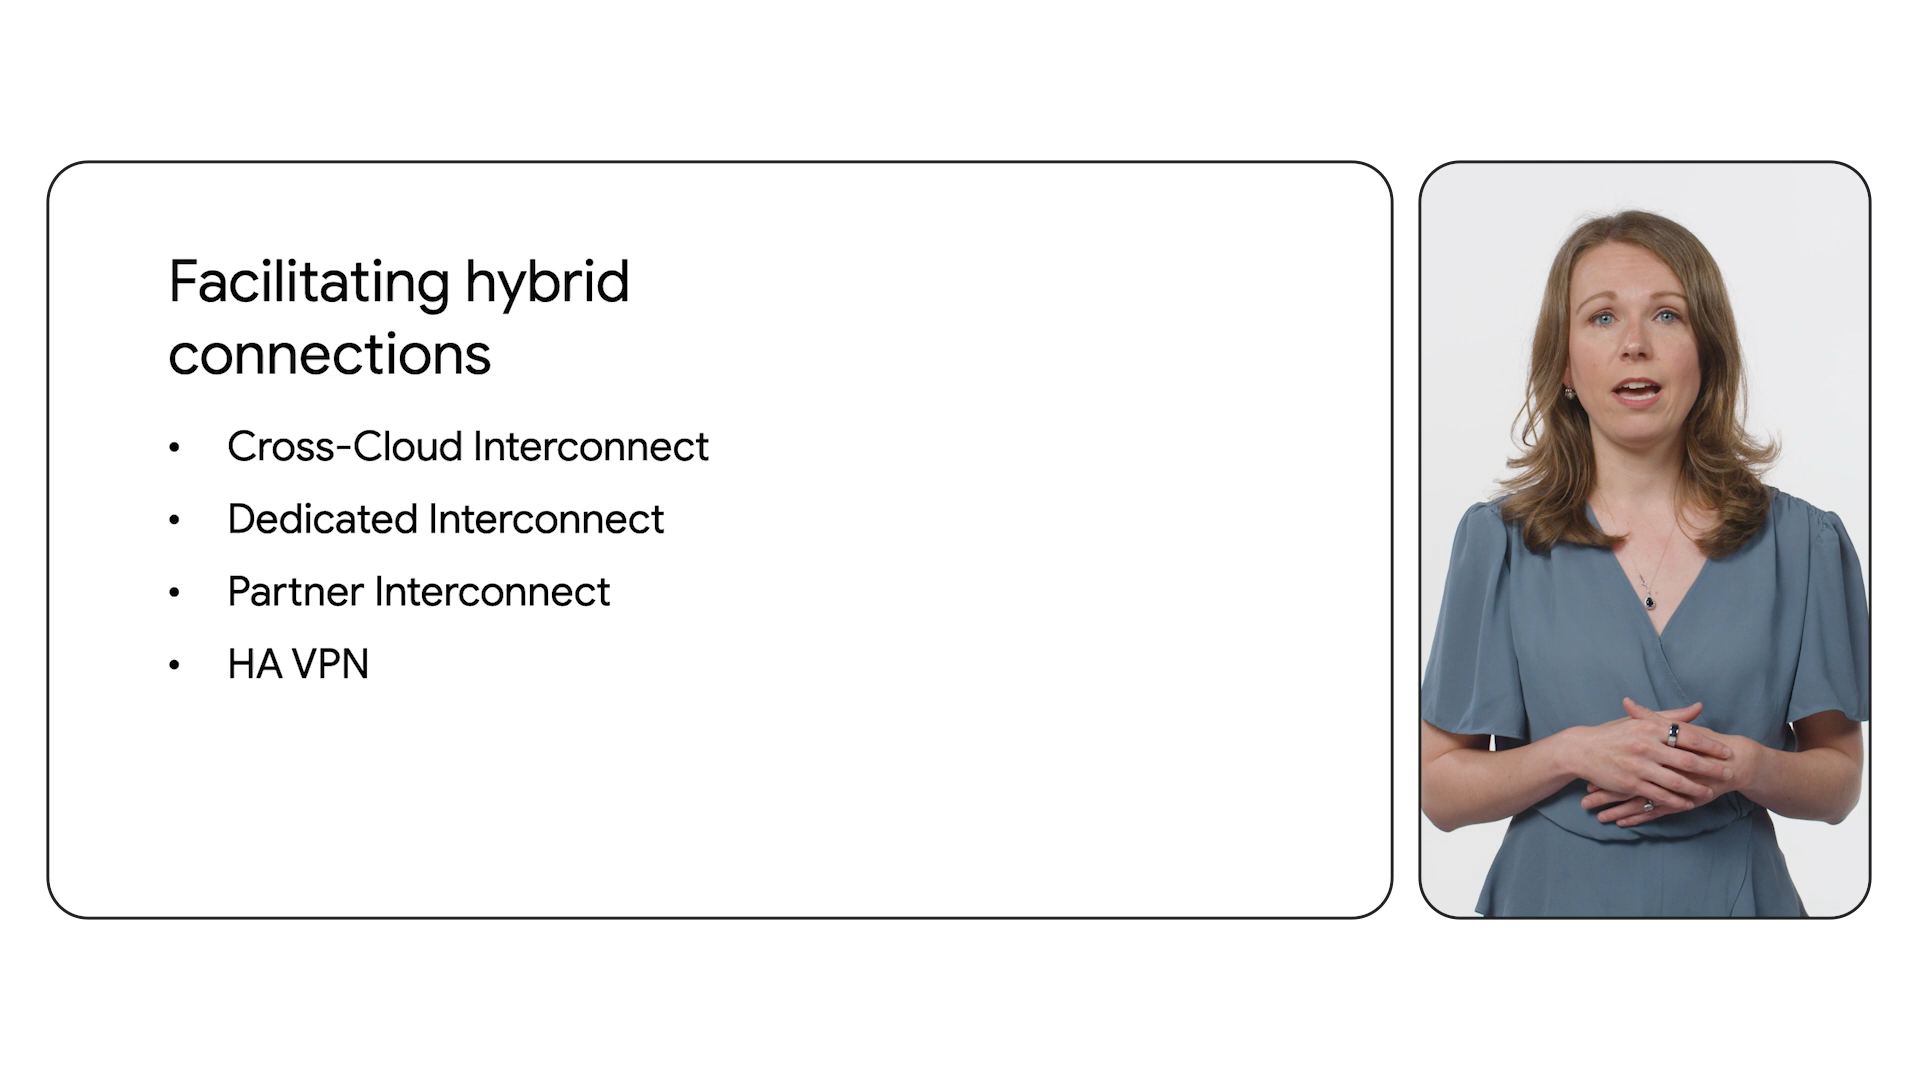 Facilitating hybrid
connections
• Cross-Cloud Interconnect
• Dedicated Interconnect
• Partner Interconnect
• HA VPN